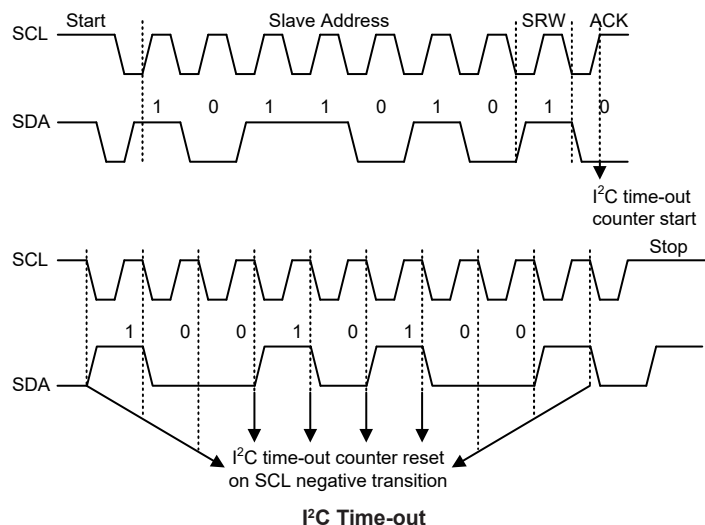 Start Slave Address SRW ACK
SCL
1 0 1 1 0 1 0 1 0
SDA
I²C time-out
counter start
Stop
SCL
1 0 0 1 0 1 0 0
SDA
I²C time-out counter reset
on SCL negative transition
I²C Time-out